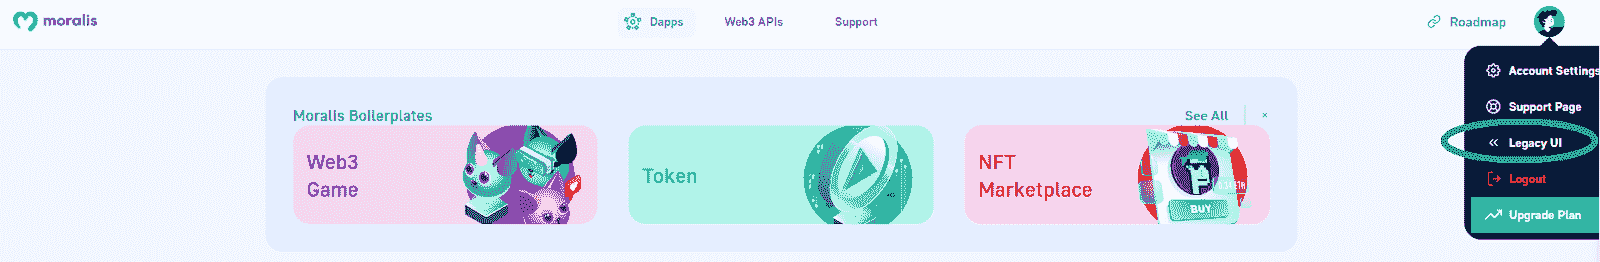 moralis
Dapps
Web3 APIs
Support
Roadmap
Account Settings
Support Page
Legacy UI
Logout
Upgrade Plan
Moralis Boilerplates
See All
×
Web3
Game
Token
NFT
Marketplace
BUY